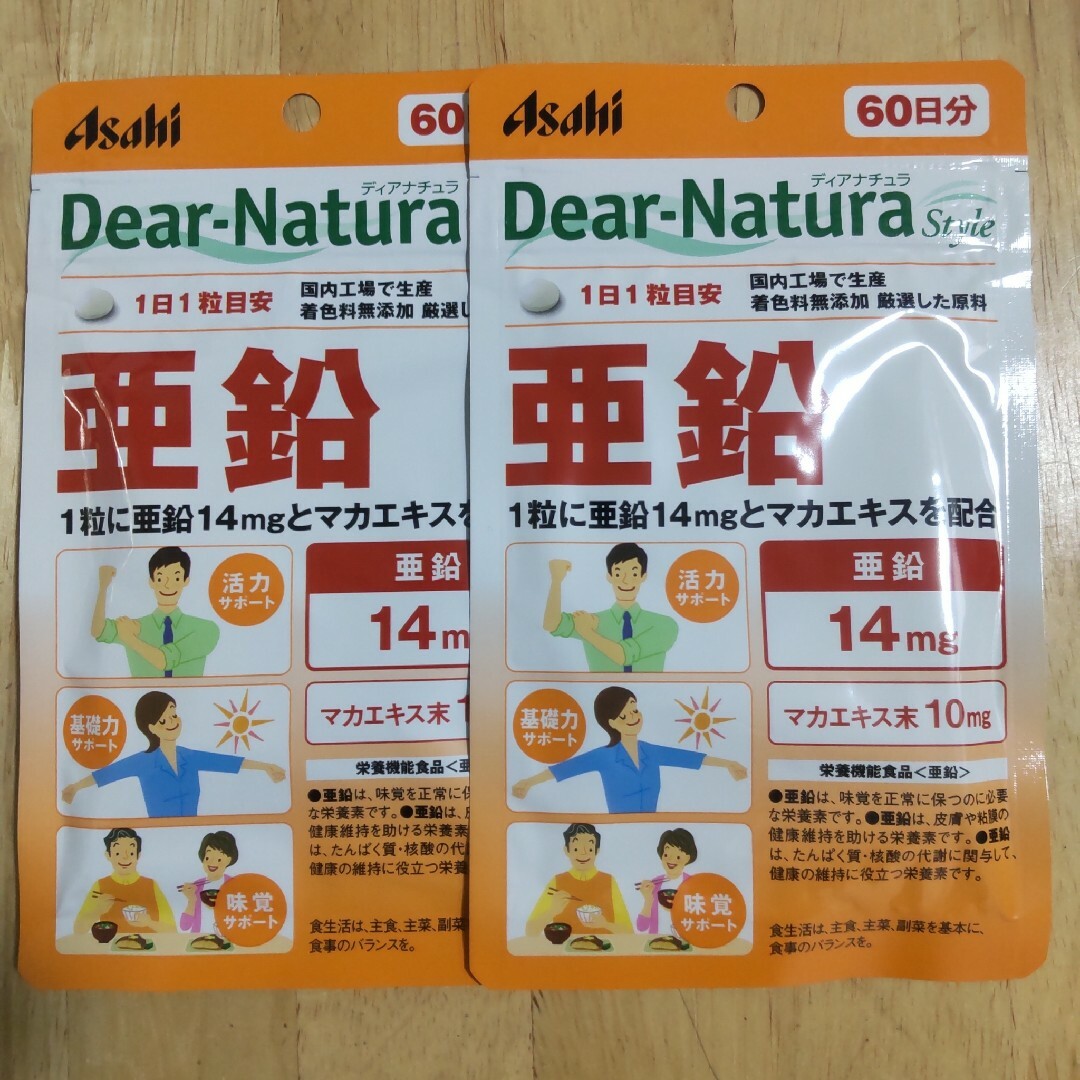 Asahi
60
ディアナチュラ
Dear-Natura
1日1粒目安
国内工場で生産
着色料無添加 厳選し
亜鉛
1粒に亜鉛14mgとマカエキスを
活力
サポート
亜鉛
14m
基礎力
サポート
マカエキス末 1
栄養機能食品<亜
●亜鉛は、味覚を正常に保
な栄養素です。●亜鉛は、皮
健康維持を助ける栄養素
は、たんぱく質・核酸の代謝
健康の維持に役立つ栄養
味覚
サポート
食生活は、主食、主菜、副菜
食事のバランスを。
Asahi
60日分
ディアナチュラ
Dear-Natura Style
1日1粒目安
国内工場で生産
着色料無添加 厳選した原料
亜鉛
1粒に亜鉛14mgとマカエキスを配合
活力
サポート
亜鉛
14mg
基礎力
サポート
マカエキス末 10mg
栄養機能食品<亜鉛>
●亜鉛は、味覚を正常に保つのに必要
な栄養素です。●亜鉛は、皮膚や粘膜の
健康維持を助ける栄養素です。●亜鉛
は、たんぱく質・核酸の代謝に関与して、
健康の維持に役立つ栄養素です。
味覚
サポート
食生活は、主食、主菜、副菜を基本に、
食事のバランスを。